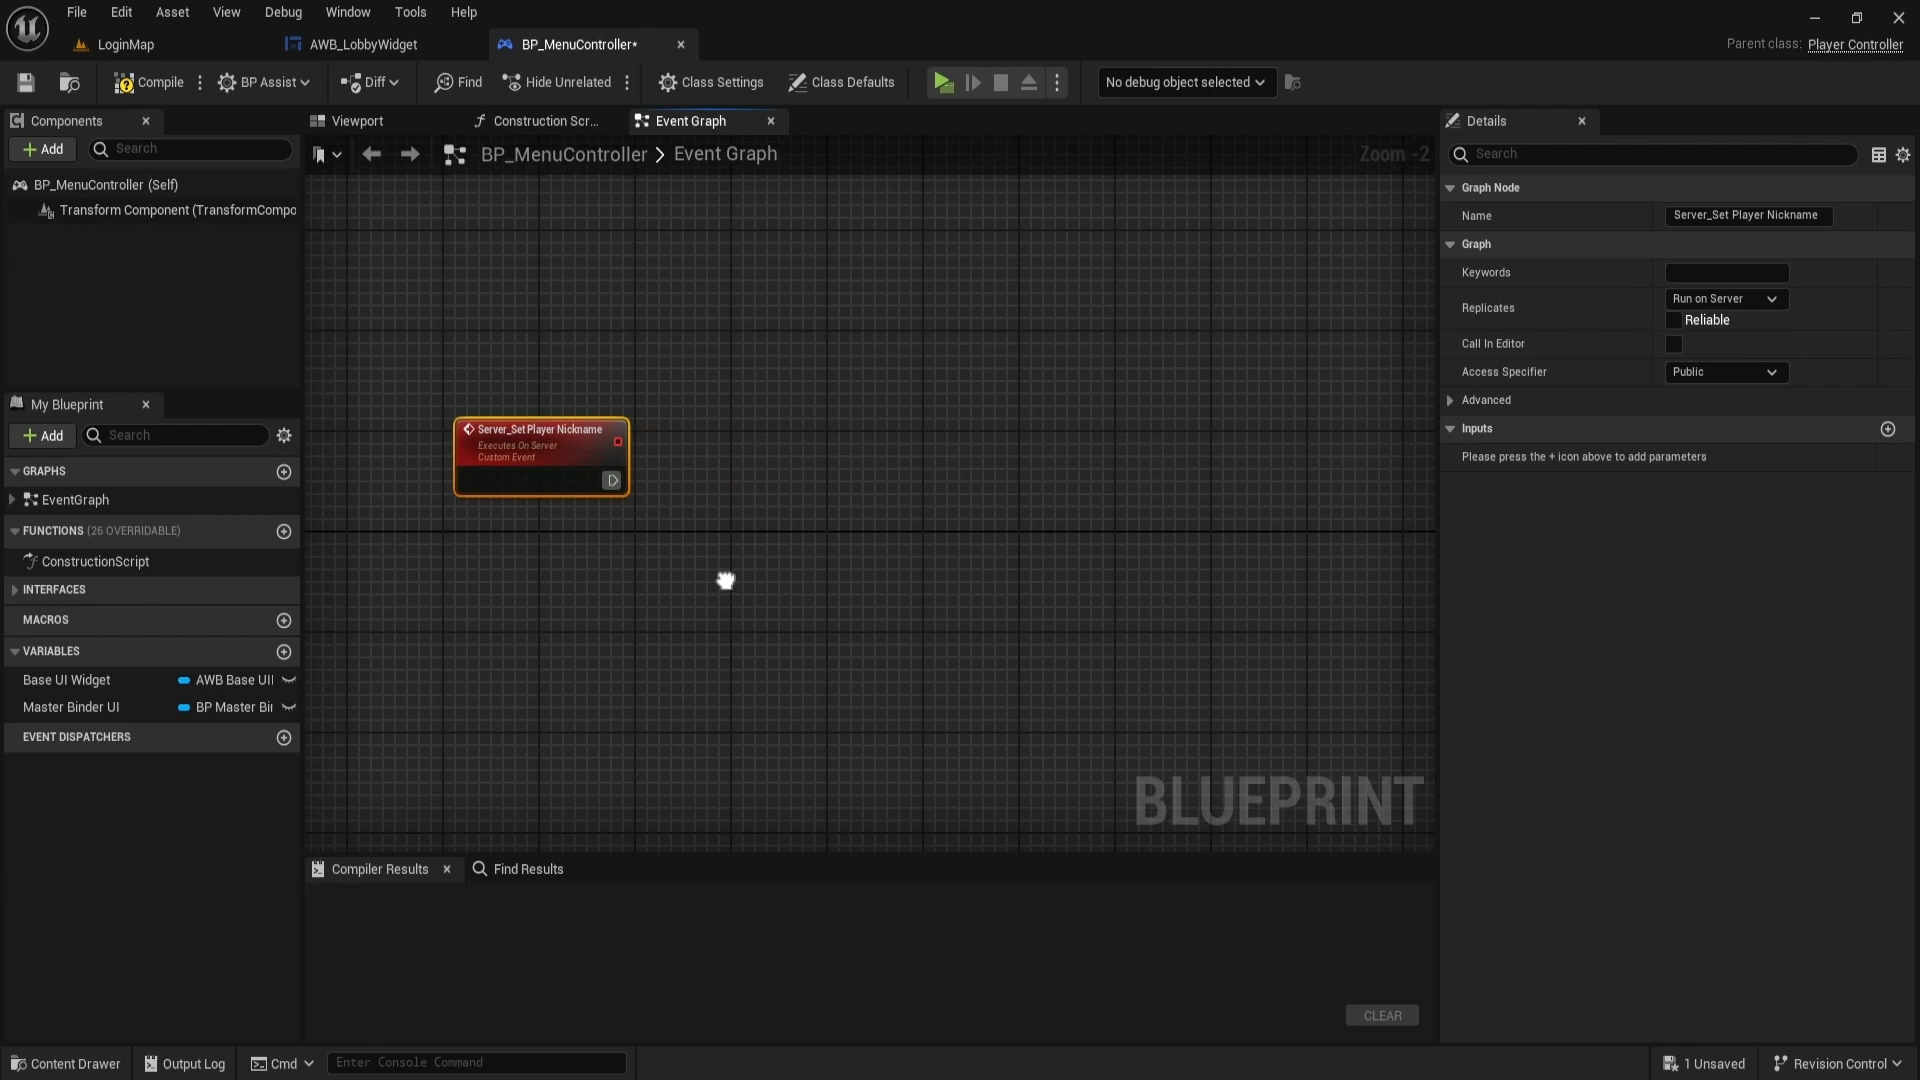 File Edit Asset View Debug Window Tools Help
LoginMap AWB_LobbyWidget BP_MenuController* Parent class: Player Controller
Compile BP Assist Diff Find Hide Unrelated Class Settings Class Defaults No debug object selected
Components
Add Search
BP_MenuController (Self)
Transform Component (TransformCompo
My Blueprint
Add Search
GRAPHS
EventGraph
FUNCTIONS (26 OVERRIDABLE)
ConstructionScript
INTERFACES
MACROS
VARIABLES
Base UI Widget AWB Base UI
Master Binder UI BP Master Bir
EVENT DISPATCHERS
Viewport Construction Scr... Event Graph
BP_MenuController > Event Graph Zoom -2
Server_Set Player Nickname
Executes On Server
Custom Event
BLUEPRINT
Compiler Results Find Results
CLEAR
Details
Search
Graph Node
Name Server_Set Player Nickname
Graph
Keywords
Replicates Run on Server
Reliable
Call In Editor
Access Specifier Public
Advanced
Inputs
Please press the + icon above to add parameters
Content Drawer Output Log Cmd Enter Console Command 1 Unsaved Revision Control